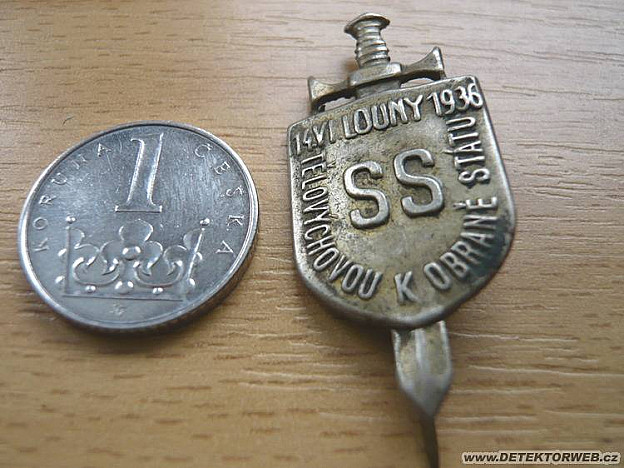 KORUNA ČESKÁ
1
14.VI. LOUNY 1936
SS
TĚLOVÝCHOVOU K OBRANĚ STÁTU
www.DETEKTORWEB.cz